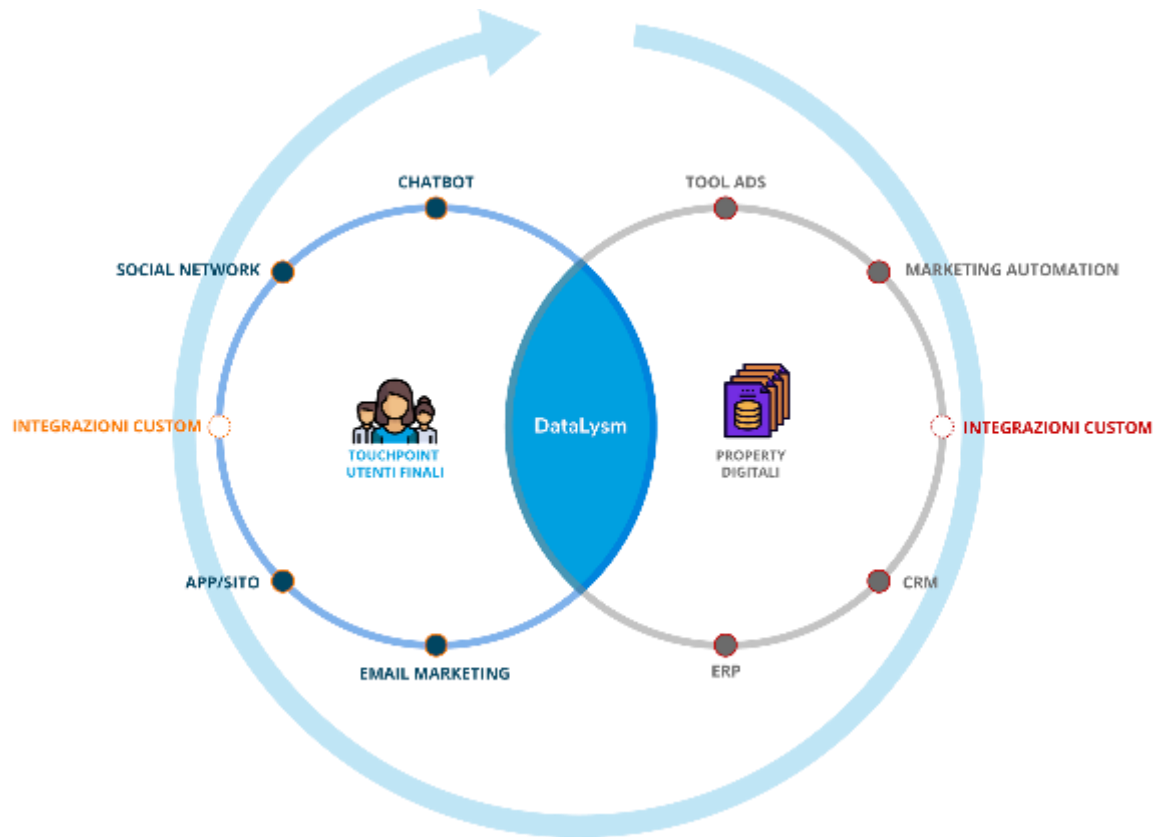 CHATBOT
TOOL ADS
SOCIAL NETWORK
MARKETING AUTOMATION
INTEGRAZIONI CUSTOM
DataLysm
INTEGRAZIONI CUSTOM
TOUCHPOINT
UTENTI FINALI
PROPERTY
DIGITALI
APP/SITO
CRM
EMAIL MARKETING
ERP